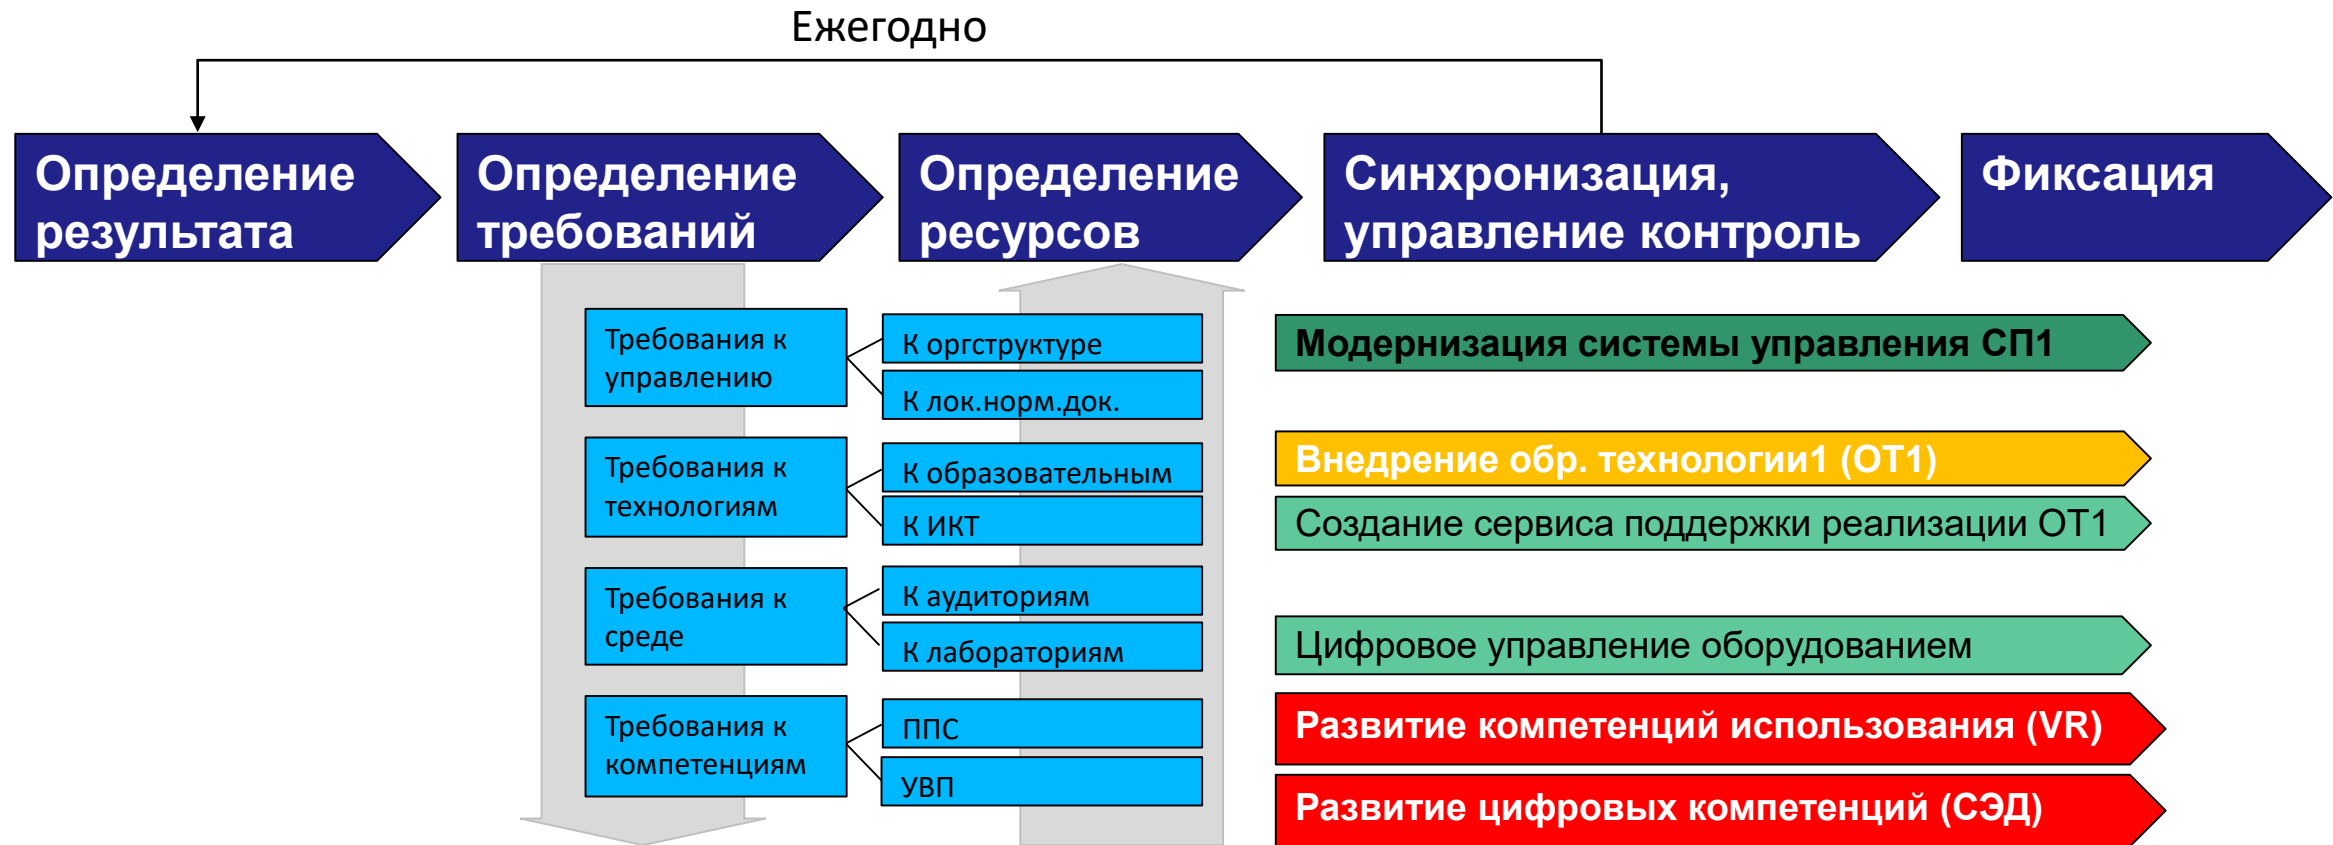 Ежегодно
Определение
результата
Определение
требований
Определение
ресурсов
Синхронизация,
управление контроль
Фиксация
Требования к
управлению
К оргструктуре
К лок.норм.док.
Модернизация системы управления СП1
Требования к
технологиям
К образовательным
К ИКТ
Внедрение обр. технологии1 (ОТ1)
Создание сервиса поддержки реализации ОТ1
Требования к
среде
К аудиториям
К лабораториям
Цифровое управление оборудованием
Требования к
компетенциям
ППС
УВП
Развитие компетенций использования (VR)
Развитие цифровых компетенций (СЭД)